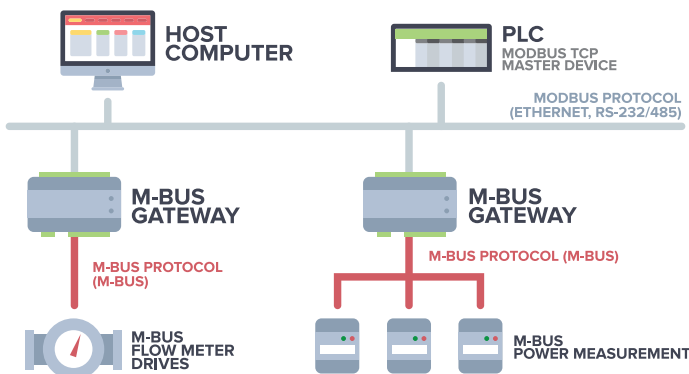 HOST
COMPUTER
PLC
MODBUS TCP
MASTER DEVICE
MODBUS PROTOCOL
(ETHERNET, RS-232/485)
M-BUS
GATEWAY
M-BUS
GATEWAY
M-BUS PROTOCOL
(M-BUS)
M-BUS PROTOCOL (M-BUS)
M-BUS
FLOW METER
DRIVES
M-BUS
POWER MEASUREMENT